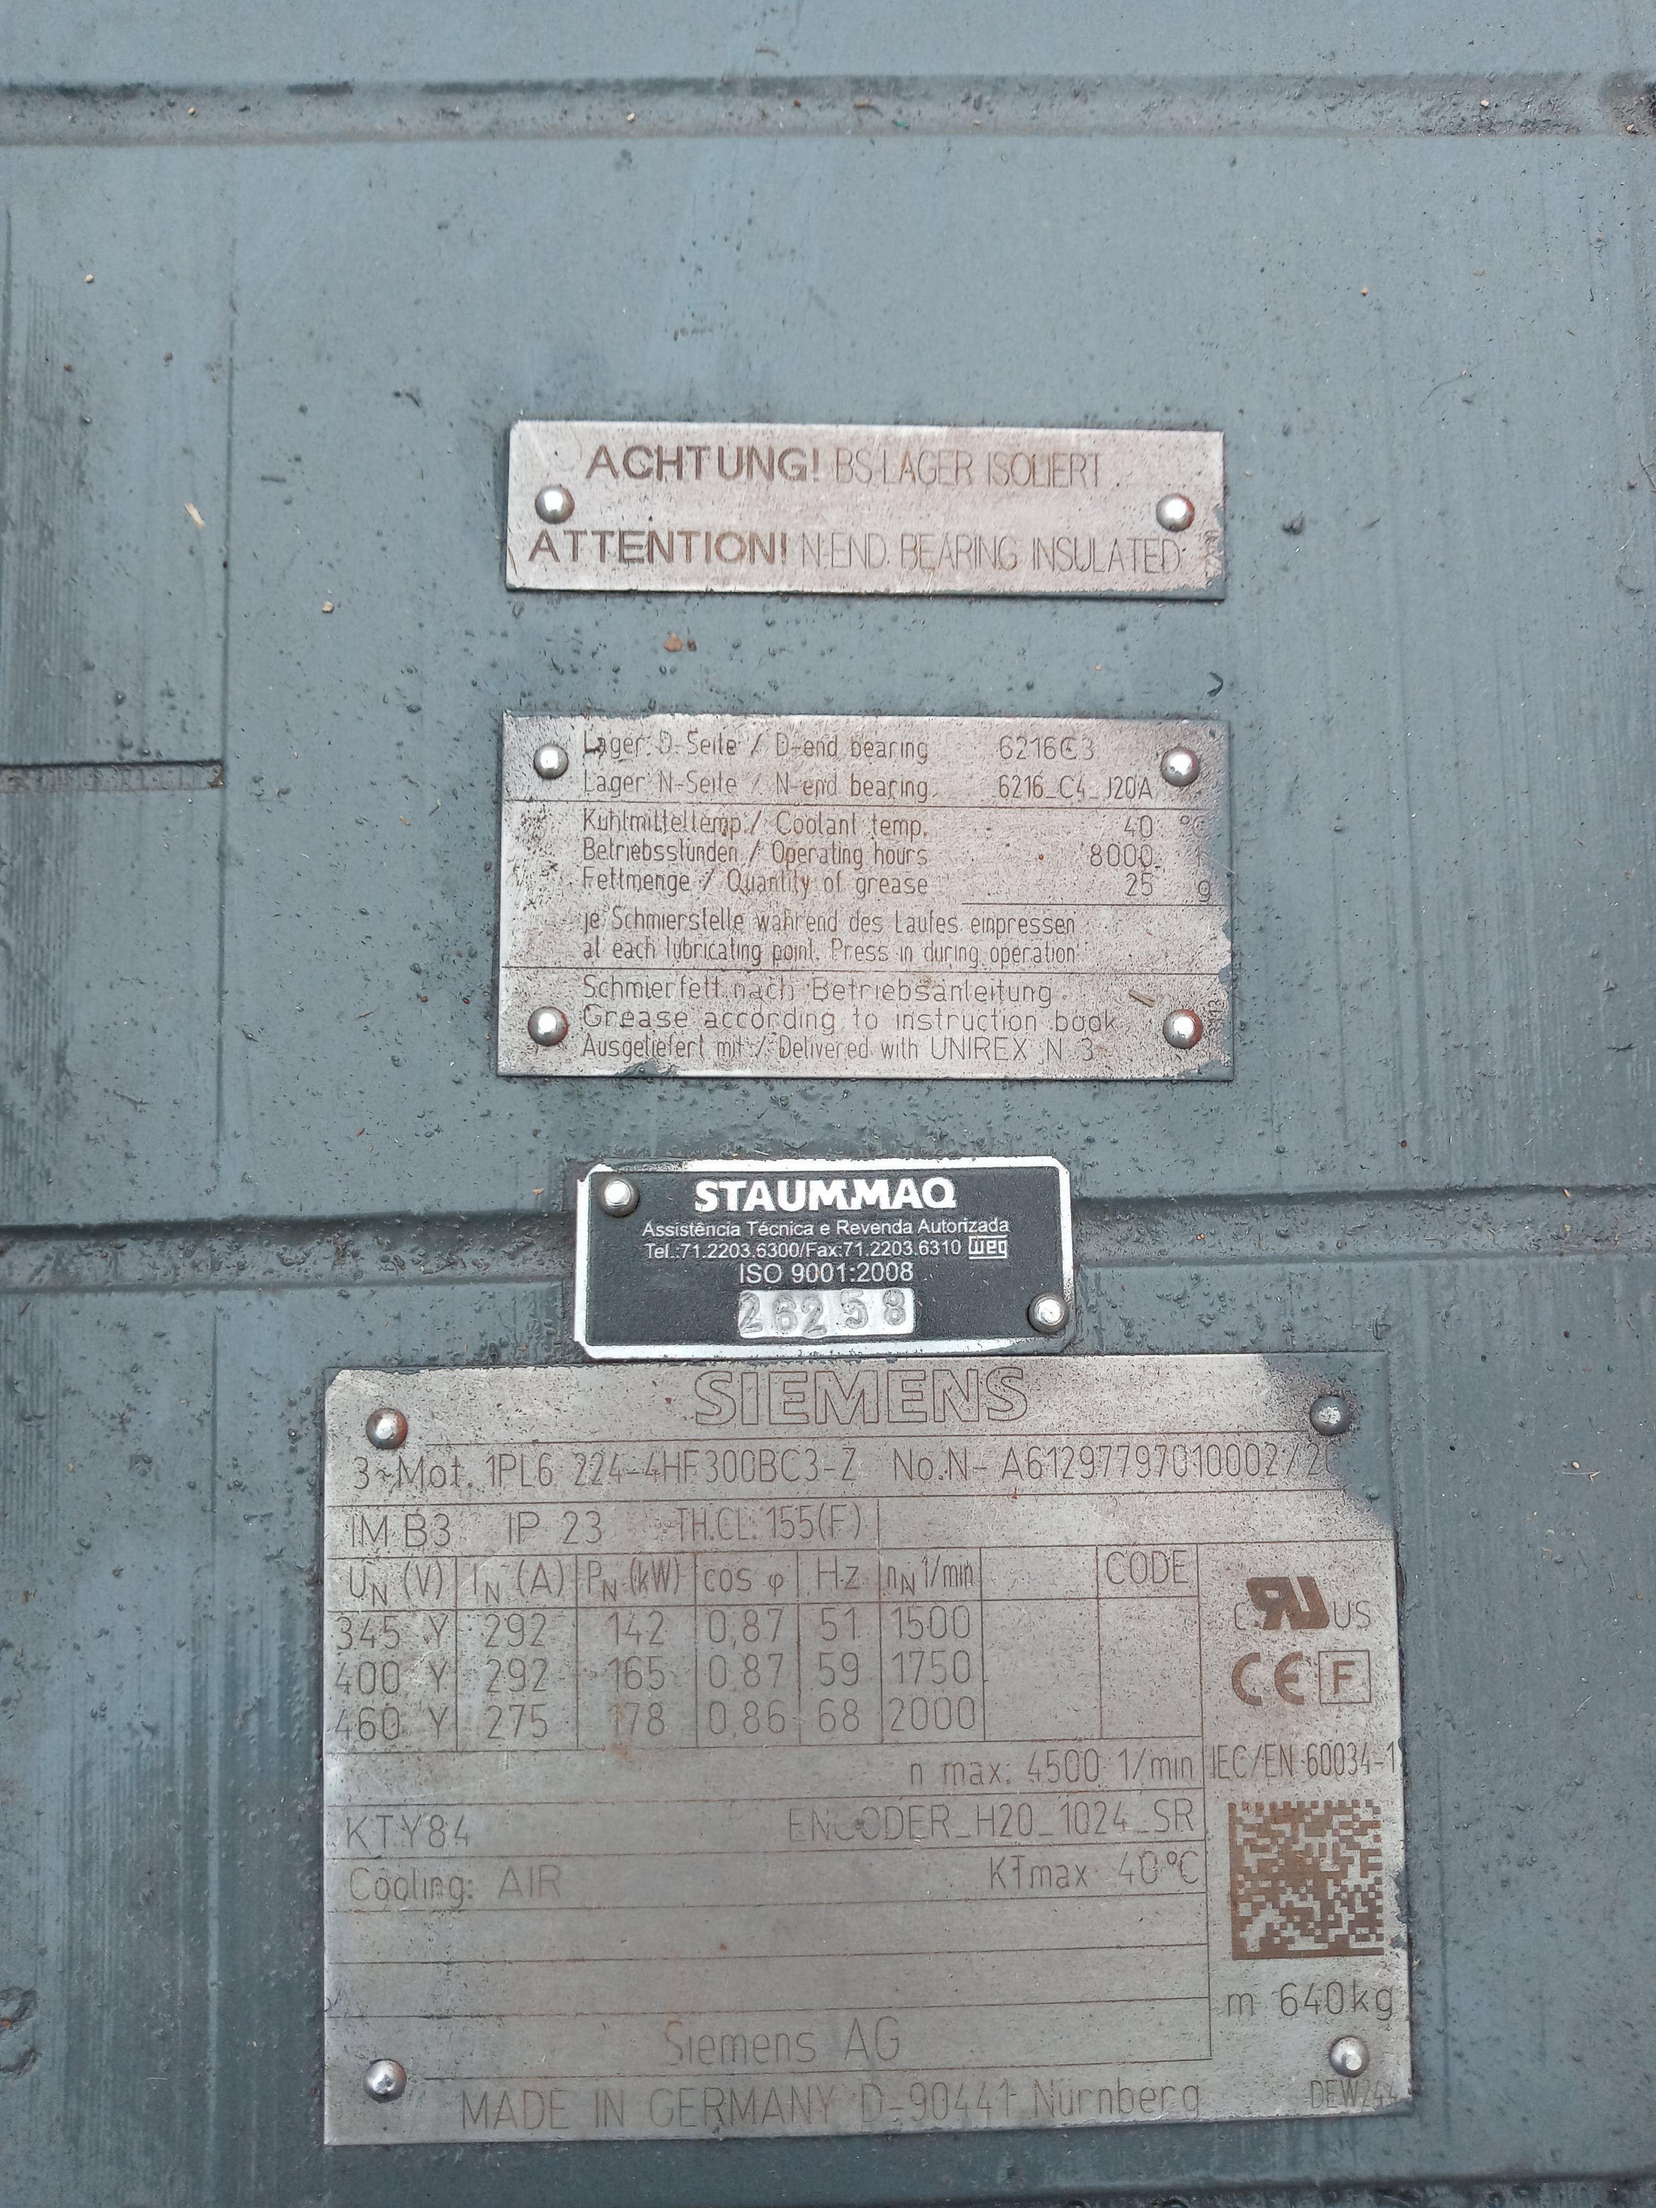 ACHTUNG! BS-LAGER ISOLIERT
ATTENTION! N-END BEARING INSULATED
Lager D-Seite / D-end bearing 6216C3
Lager N-Seite / N-end bearing 6216_C4_J20A
Kühlmitteltemp. / Coolant temp. 40 °C
Betriebsstunden / Operating hours 8000
Fettmenge / Quantity of grease 25 g
je Schmierstelle während des Laufes einpressen
at each lubricating point. Press in during operation
Schmierfett nach Betriebsanleitung
Grease according to instruction book
Ausgeliefert mit / Delivered with UNIREX N 3
STAUMMAQ
Assistência Técnica e Revenda Autorizada
Tel.:71.2203.6300/Fax:71.2203.6310 weg
ISO 9001:2008
26258
SIEMENS
3~Mot. 1PL6 224-4HF300BC3-Z No.N- A61297797010002/2
IM B3 IP 23 TH.CL. 155(F)
UN (V) IN (A) PN (kW) cos φ Hz nN 1/min CODE
345 Y 292 142 0,87 51 1500
400 Y 292 165 0,87 59 1750
460 Y 275 178 0,86 68 2000
C RU US
CE F
n max. 4500 1/min IEC/EN 60034-1
KTY84 ENCODER_H20_1024_SR
Cooling: AIR KTmax 40°C
m 640kg
Siemens AG
MADE IN GERMANY D-90441 Nürnberg